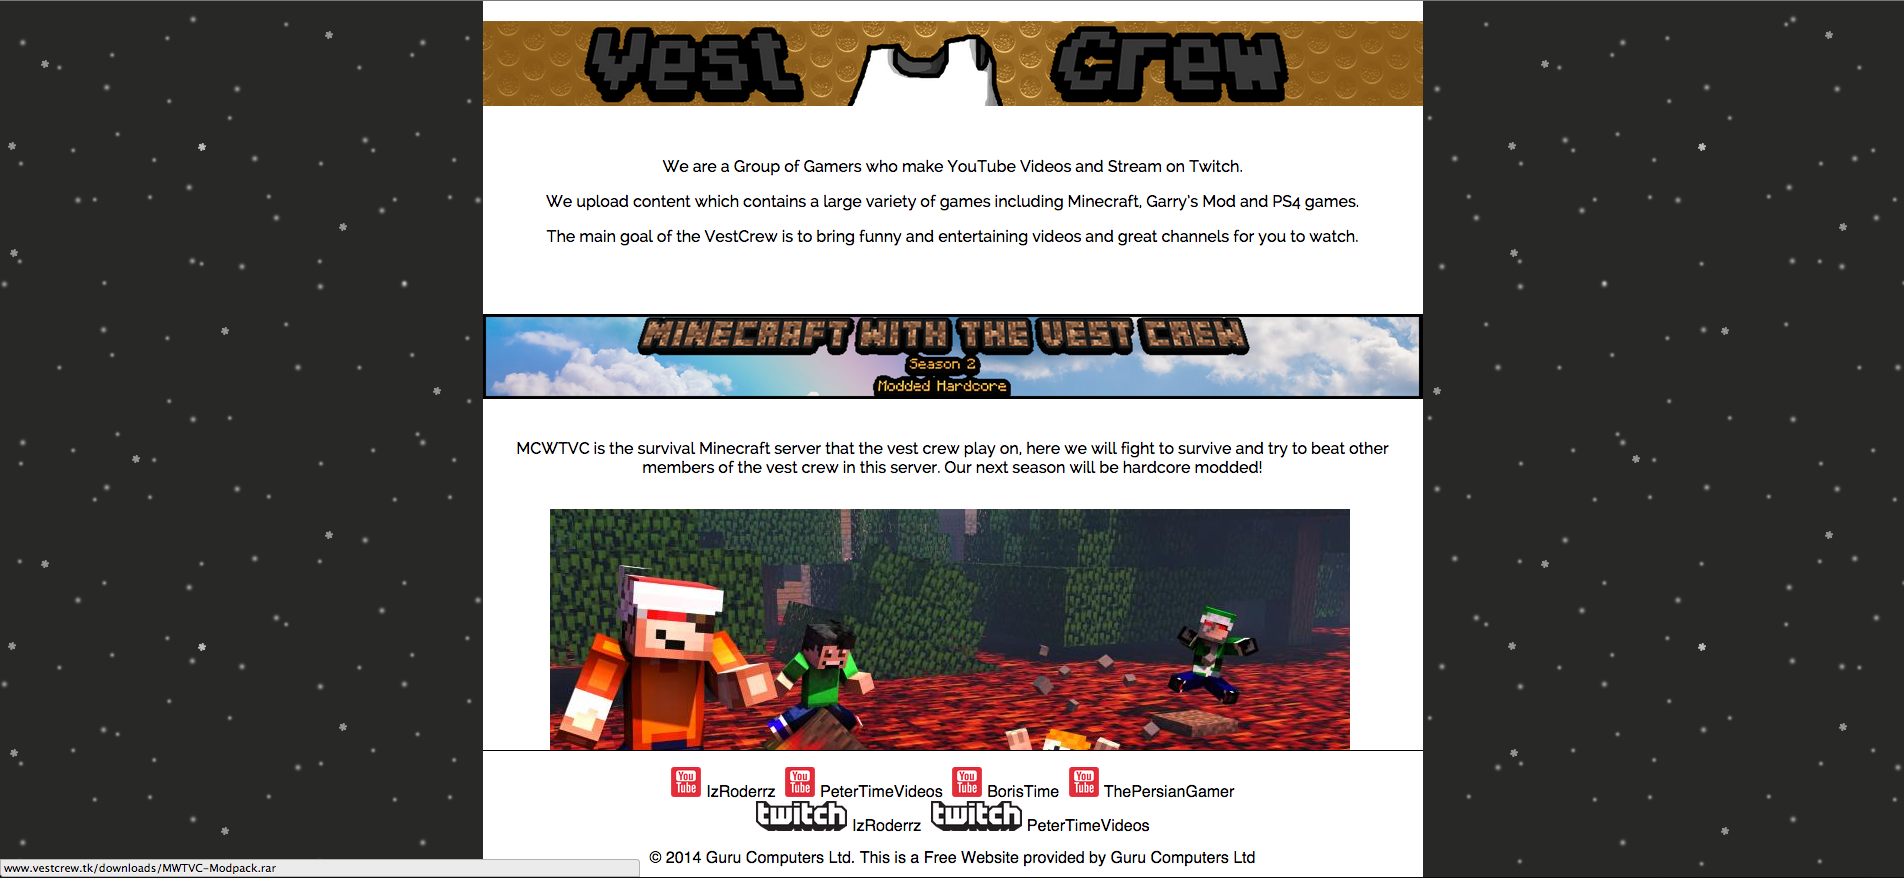 Vest Crew
We are a Group of Gamers who make YouTube Videos and Stream on Twitch.
We upload content which contains a large variety of games including Minecraft, Garry's Mod and PS4 games.
The main goal of the VestCrew is to bring funny and entertaining videos and great channels for you to watch.
MINECRAFT WITH THE VEST CREW
Season 2
Modded Hardcore
MCWTVC is the survival Minecraft server that the vest crew play on, here we will fight to survive and try to beat other
members of the vest crew in this server. Our next season will be hardcore modded!
You Tube IzRoderrz You Tube PeterTimeVideos You Tube BorisTime You Tube ThePersianGamer
twitch IzRoderrz twitch PeterTimeVideos
© 2014 Guru Computers Ltd. This is a Free Website provided by Guru Computers Ltd
www.vestcrew.tk/downloads/MWTVC-Modpack.rar